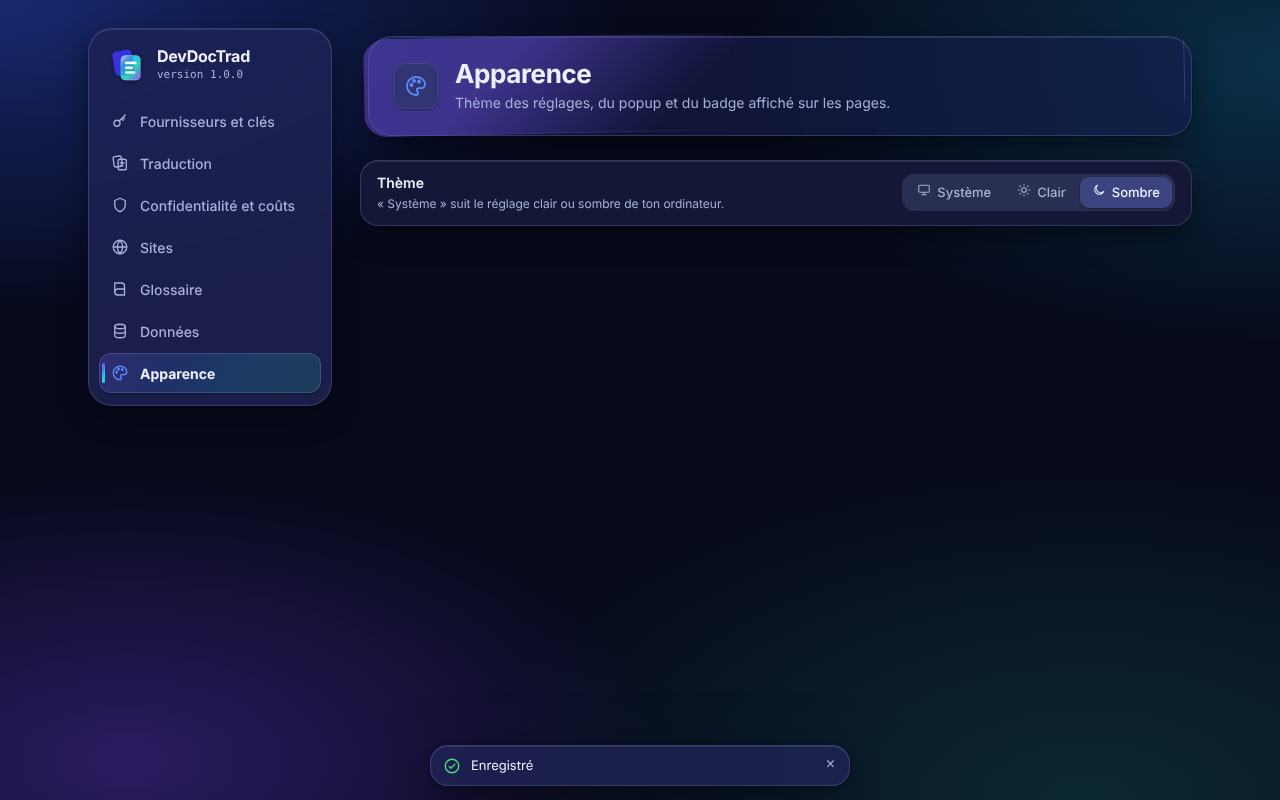 DevDocTrad
version 1.0.0
Fournisseurs et clés
Traduction
Confidentialité et coûts
Sites
Glossaire
Données
Apparence
Apparence
Thème des réglages, du popup et du badge affiché sur les pages.
Thème
« Système » suit le réglage clair ou sombre de ton ordinateur.
Système
Clair
Sombre
Enregistré